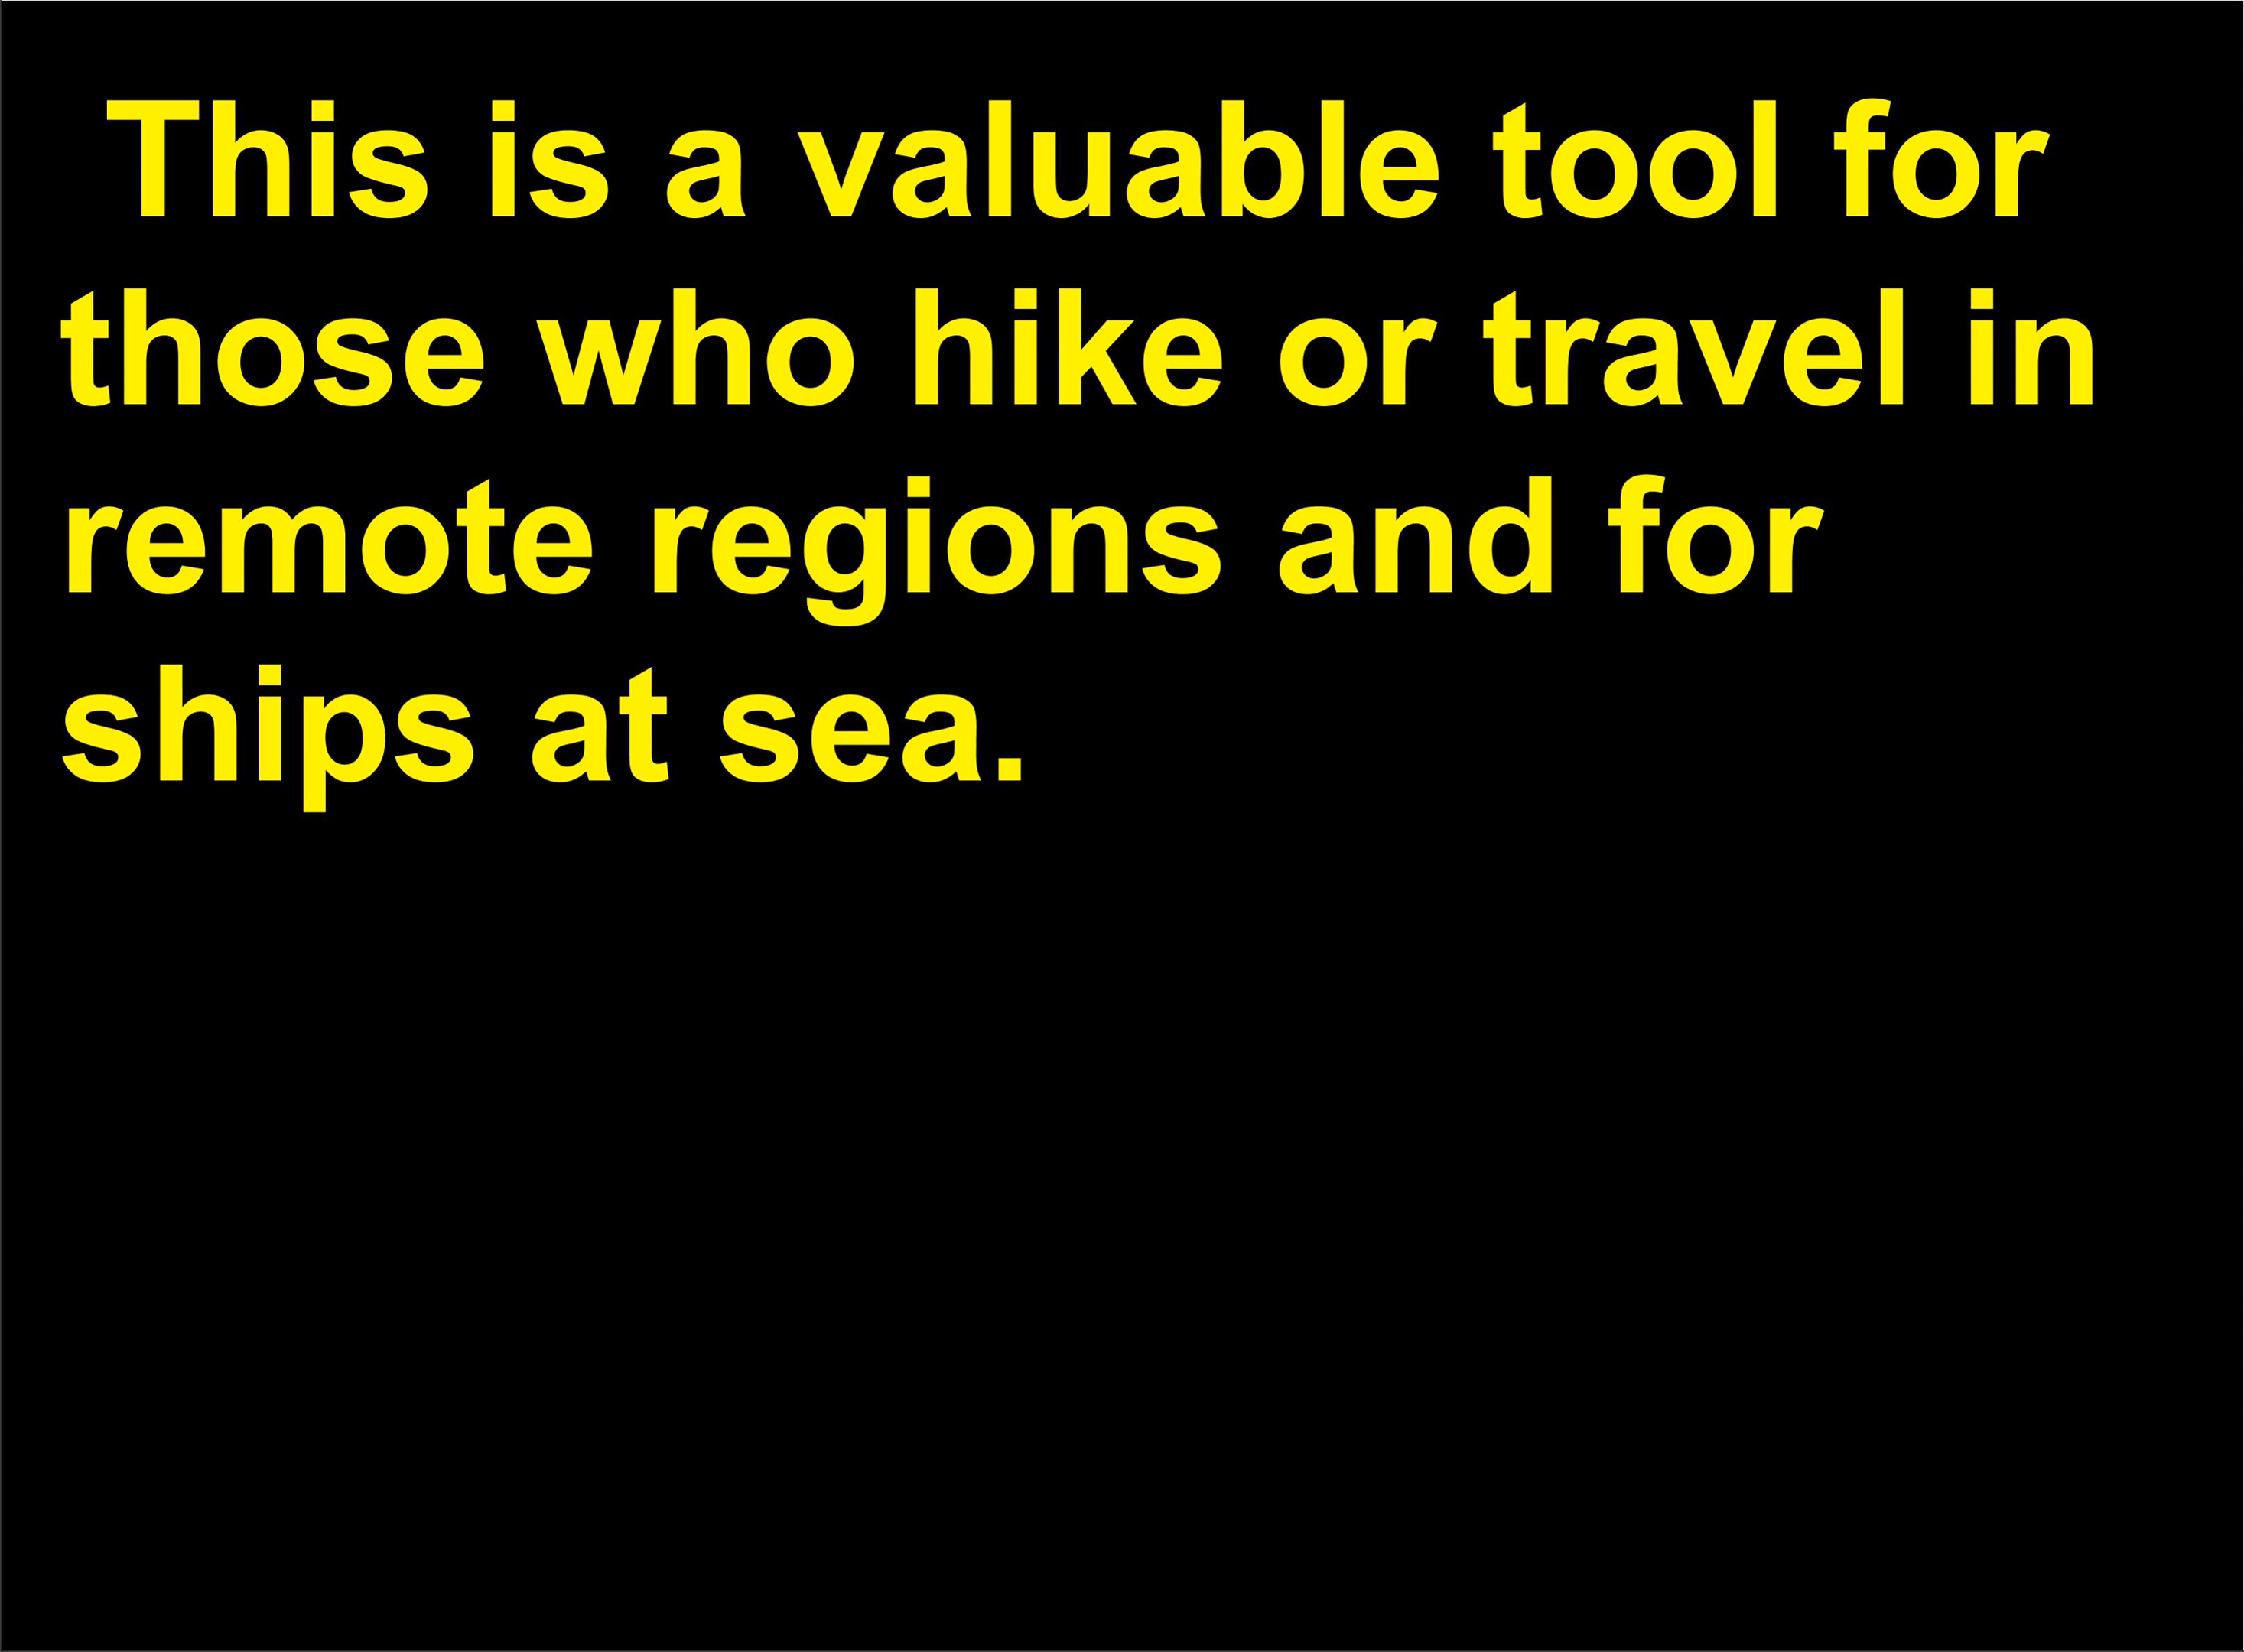 This is a valuable tool for
those who hike or travel in
remote regions and for
ships at sea.